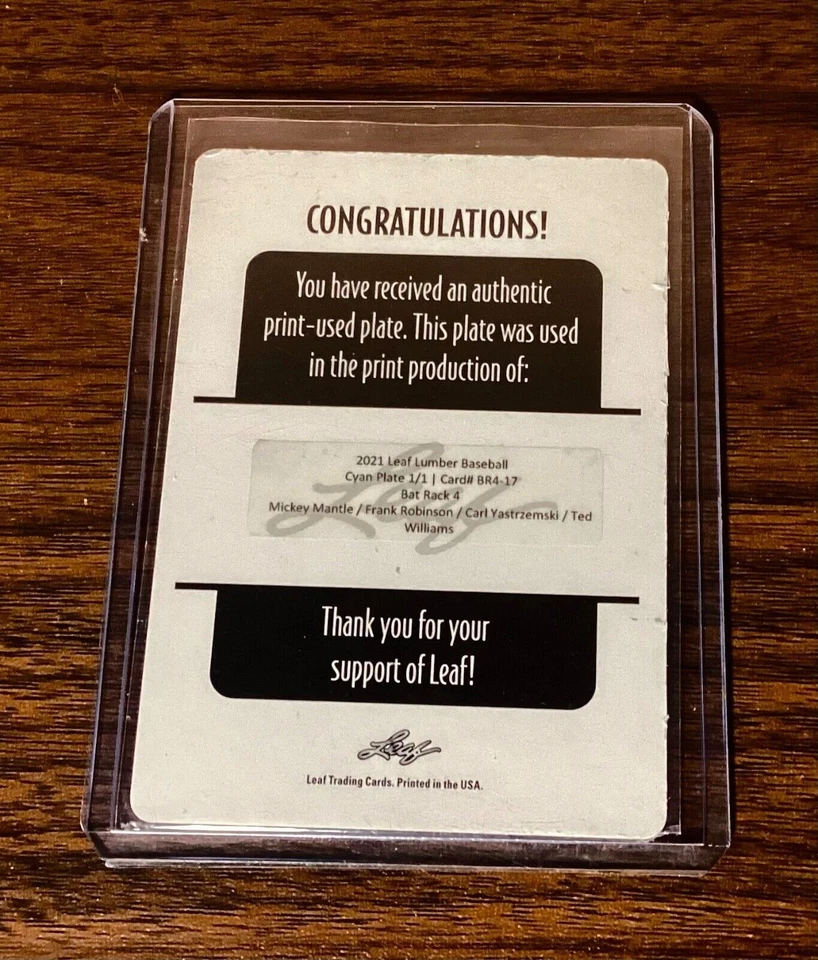 CONGRATULATIONS!
You have received an authentic
print-used plate. This plate was used
in the print production of:
Leaf
2021 Leaf Lumber Baseball
Cyan Plate 1/1 | Card# BR4-17
Bat Rack 4
Mickey Mantle / Frank Robinson / Carl Yastrzemski / Ted
Williams
Thank you for your
support of Leaf!
Leaf
Leaf Trading Cards. Printed in the USA.